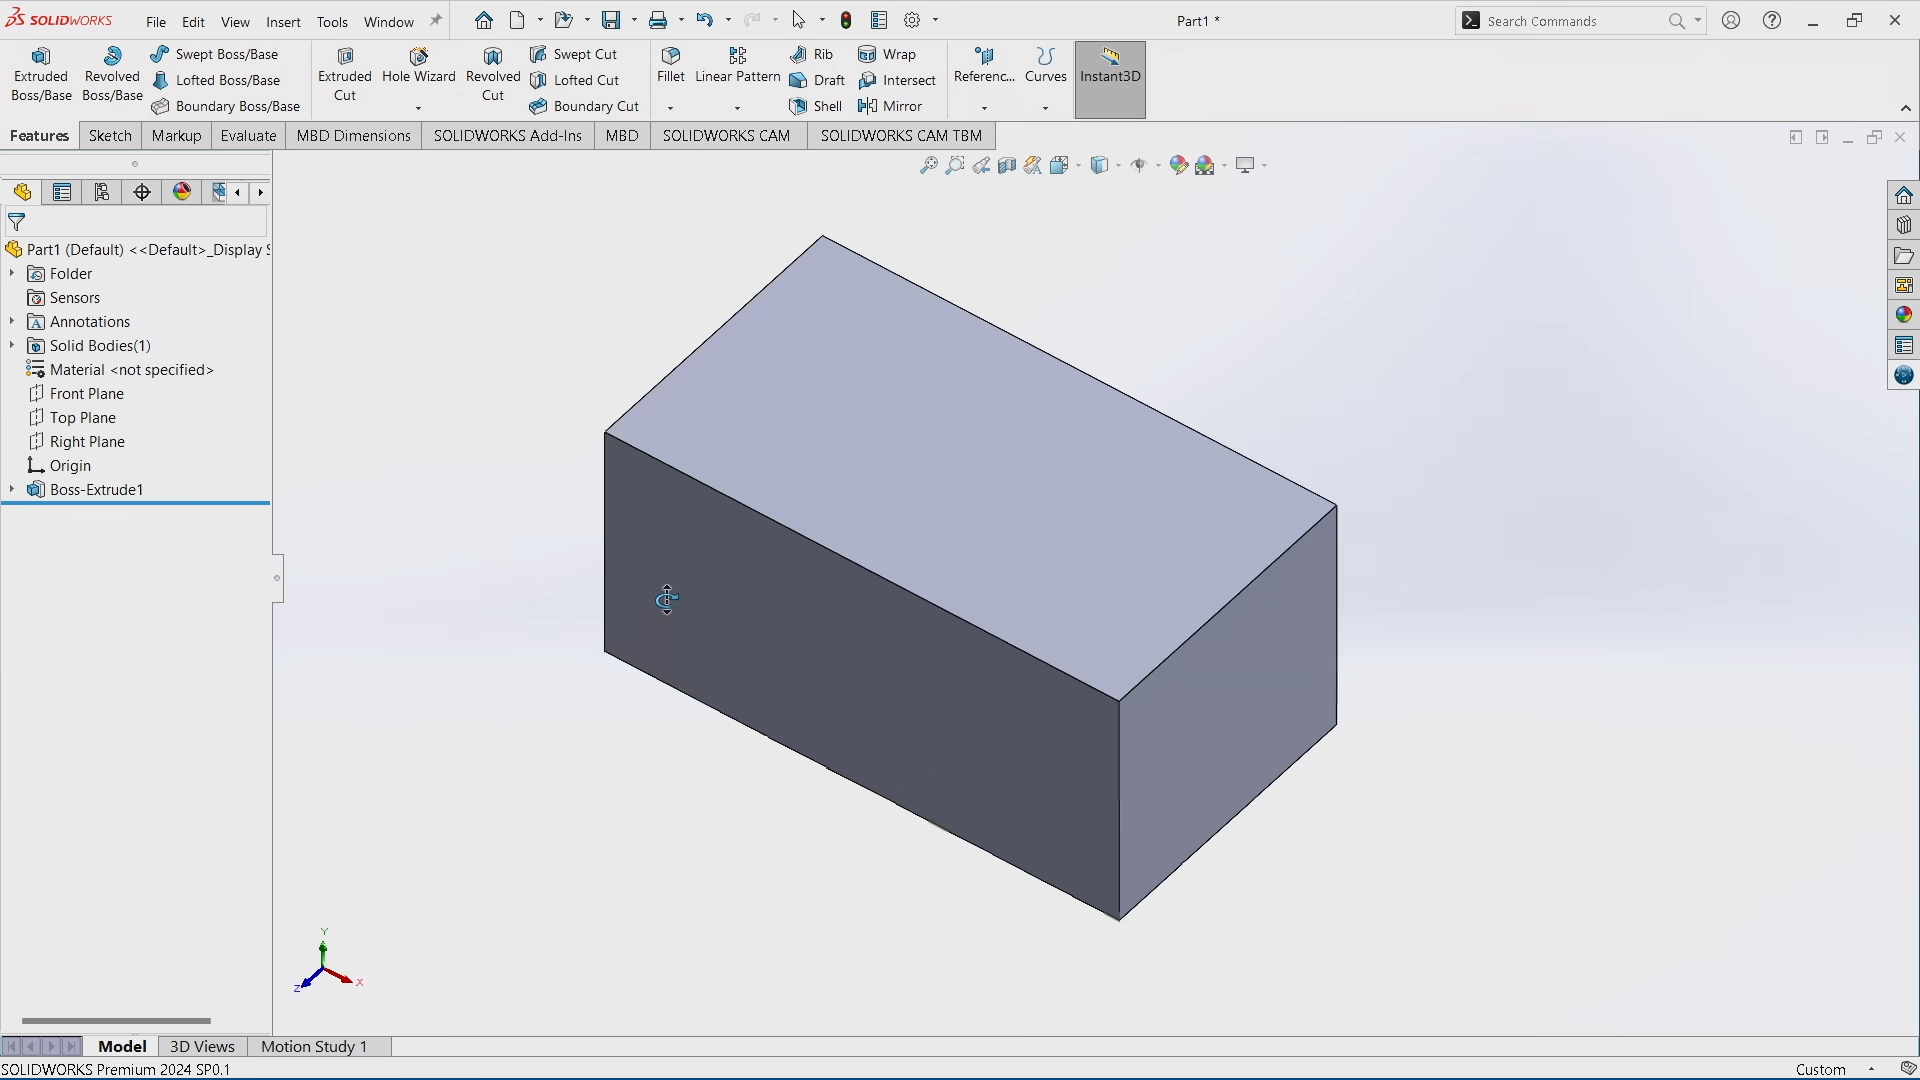 SOLIDWORKS File Edit View Insert Tools Window Part1 * Search Commands
Extruded Boss/Base
Revolved Boss/Base
Swept Boss/Base
Lofted Boss/Base
Boundary Boss/Base
Extruded Cut
Hole Wizard
Revolved Cut
Swept Cut
Lofted Cut
Boundary Cut
Fillet
Linear Pattern
Rib
Draft
Shell
Wrap
Intersect
Mirror
Referenc...
Curves
Instant3D
Features Sketch Markup Evaluate MBD Dimensions SOLIDWORKS Add-Ins MBD SOLIDWORKS CAM SOLIDWORKS CAM TBM
Part1 (Default) <<Default>_Display S
Folder
Sensors
Annotations
Solid Bodies(1)
Material <not specified>
Front Plane
Top Plane
Right Plane
Origin
Boss-Extrude1
Y
X
Z
Model 3D Views Motion Study 1
SOLIDWORKS Premium 2024 SP0.1 Custom